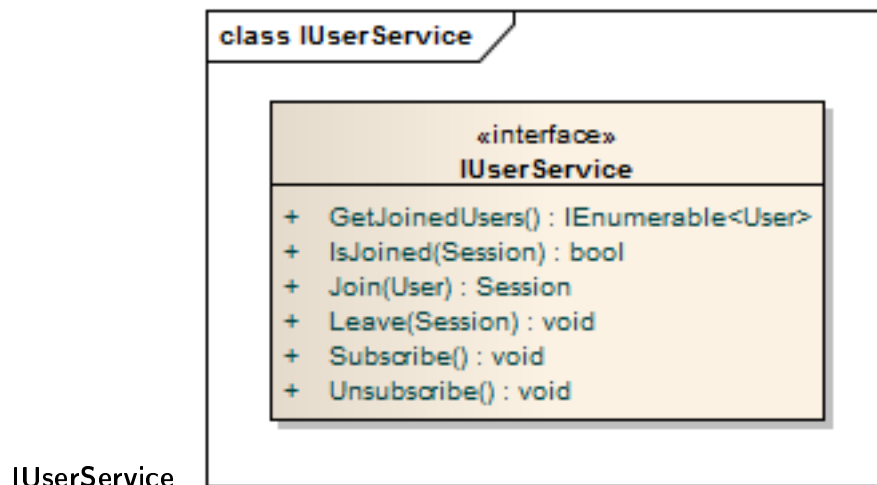 class IUserService
«interface»
IUserService
+ GetJoinedUsers() : IEnumerable<User>
+ IsJoined(Session) : bool
+ Join(User) : Session
+ Leave(Session) : void
+ Subscribe() : void
+ Unsubscribe() : void
IUserService